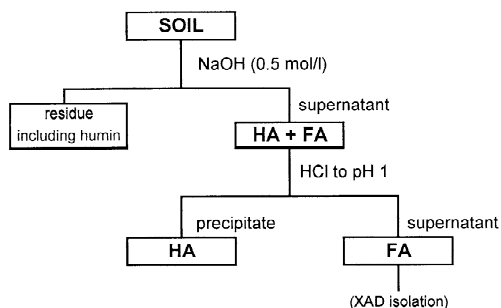 SOIL
NaOH (0.5 mol/l)
residue
including humin
supernatant
HA + FA
HCl to pH 1
precipitate
HA
supernatant
FA
(XAD isolation)